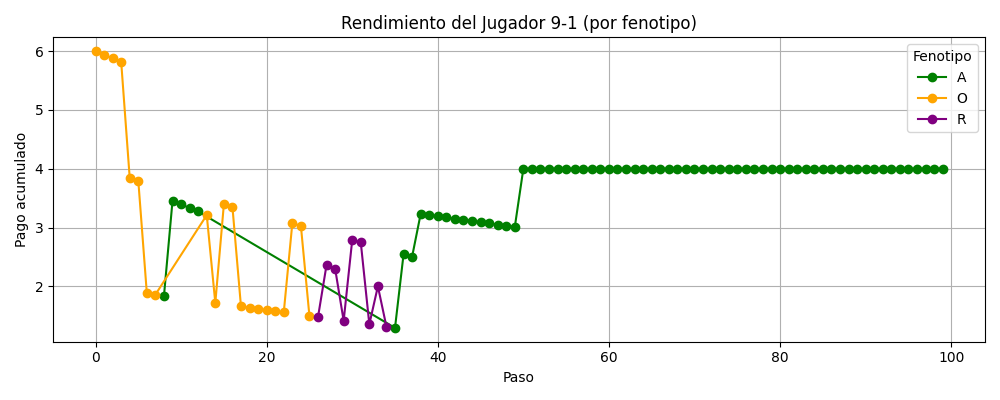 Rendimiento del Jugador 9-1 (por fenotipo)
Pago acumulado
6
5
4
3
2
0
20
40
60
80
100
Paso
Fenotipo
A
O
R